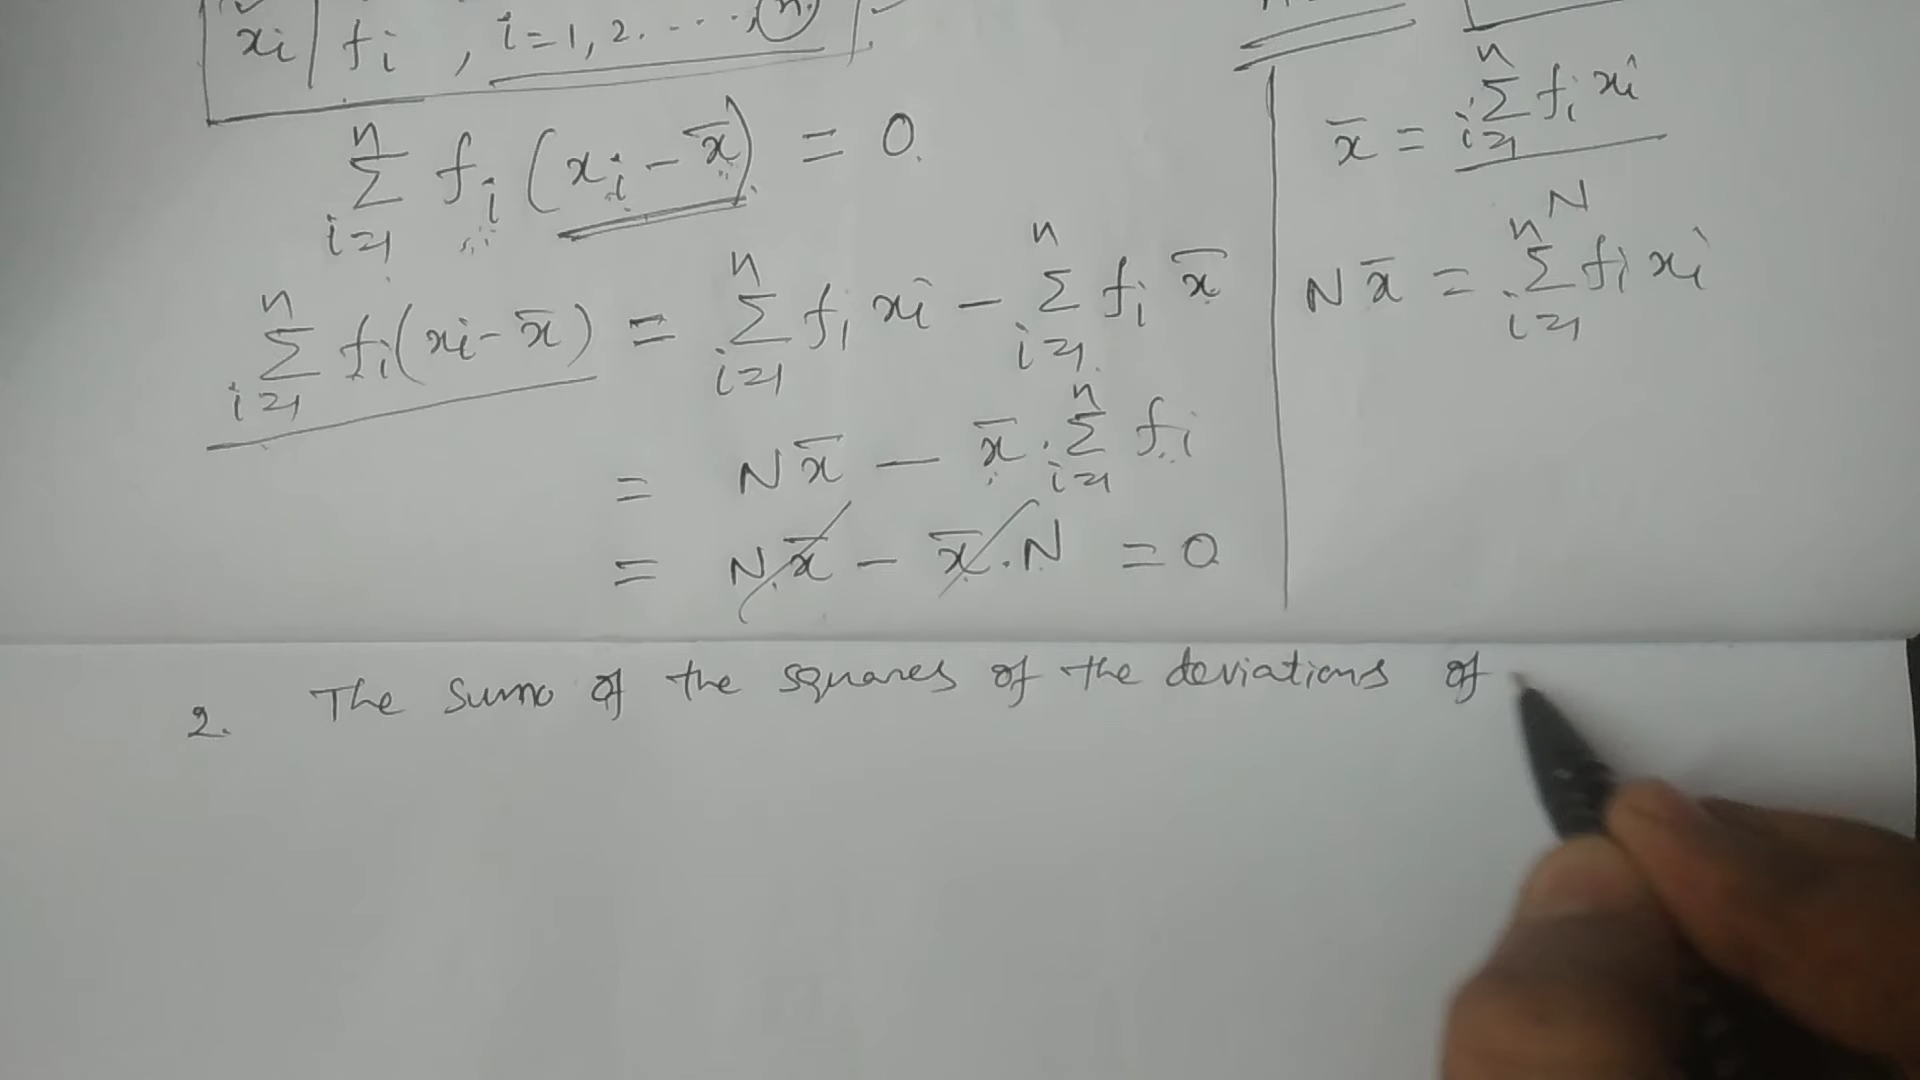 xi | fi , i=1,2.....,n.
n
∑ fi (xi - x̄) = 0.
i=1
n n n
∑ fi(xi - x̄) = ∑ fi xi - ∑ fi x̄
i=1 i=1 i=1
n
= N x̄ - x̄ . ∑ fi
i=1
= N . x̄ - x̄ . N = 0
n
x̄ = ∑ fi xi
i=1
N
n
N x̄ = ∑ fi xi
i=1
2. The sum of the squares of the deviations of